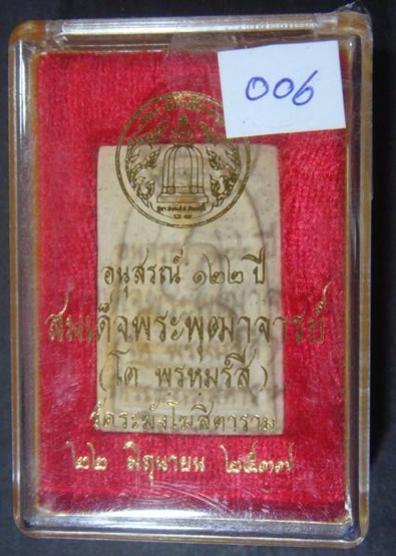 006
อนุสรณ์ ๑๒๒ ปี
สมเด็จพระพุฒาจารย์
(โต พรหมรังสี)
วัดระฆังโฆสิตาราม
๒๒ มิถุนายน ๒๕๓๗